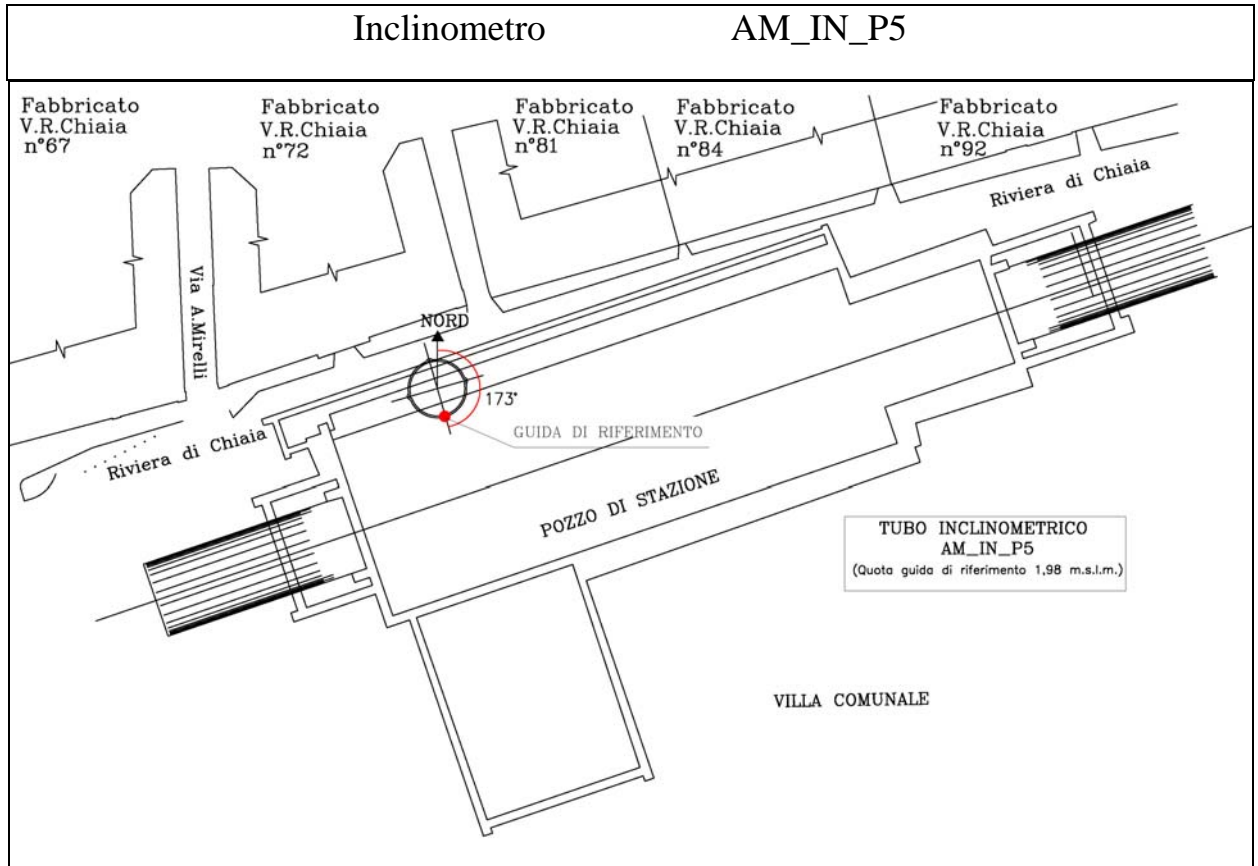 Inclinometro AM_IN_P5
Fabbricato
V.R.Chiaia
n°67
Fabbricato
V.R.Chiaia
n°72
Fabbricato
V.R.Chiaia
n°81
Fabbricato
V.R.Chiaia
n°84
Fabbricato
V.R.Chiaia
n°92
Riviera di Chiaia
Via A.Mirelli
NORD
173°
GUIDA DI RIFERIMENTO
Riviera di Chiaia
POZZO DI STAZIONE
TUBO INCLINOMETRICO
AM_IN_P5
(Quota guida di riferimento 1,98 m.s.l.m.)
VILLA COMUNALE